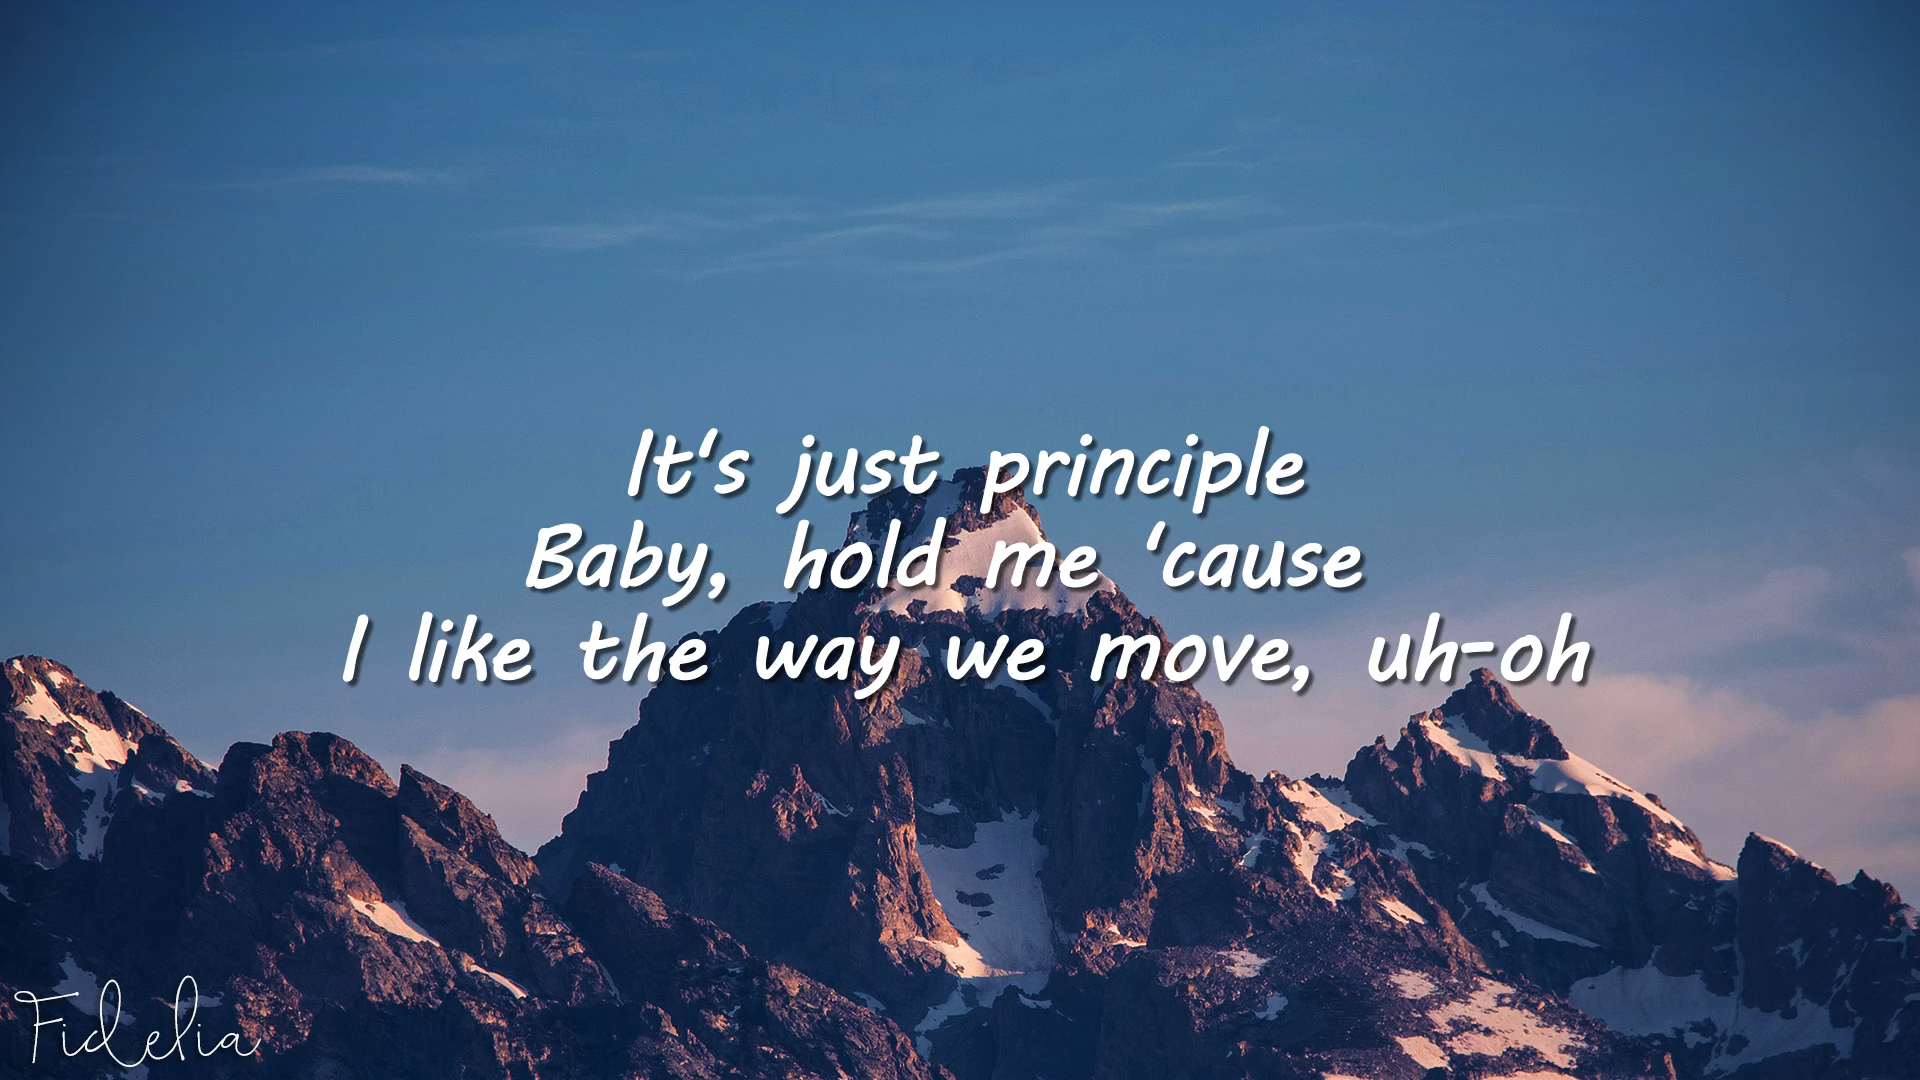 It's just principle
Baby, hold me 'cause
I like the way we move, uh-oh
Fidelia